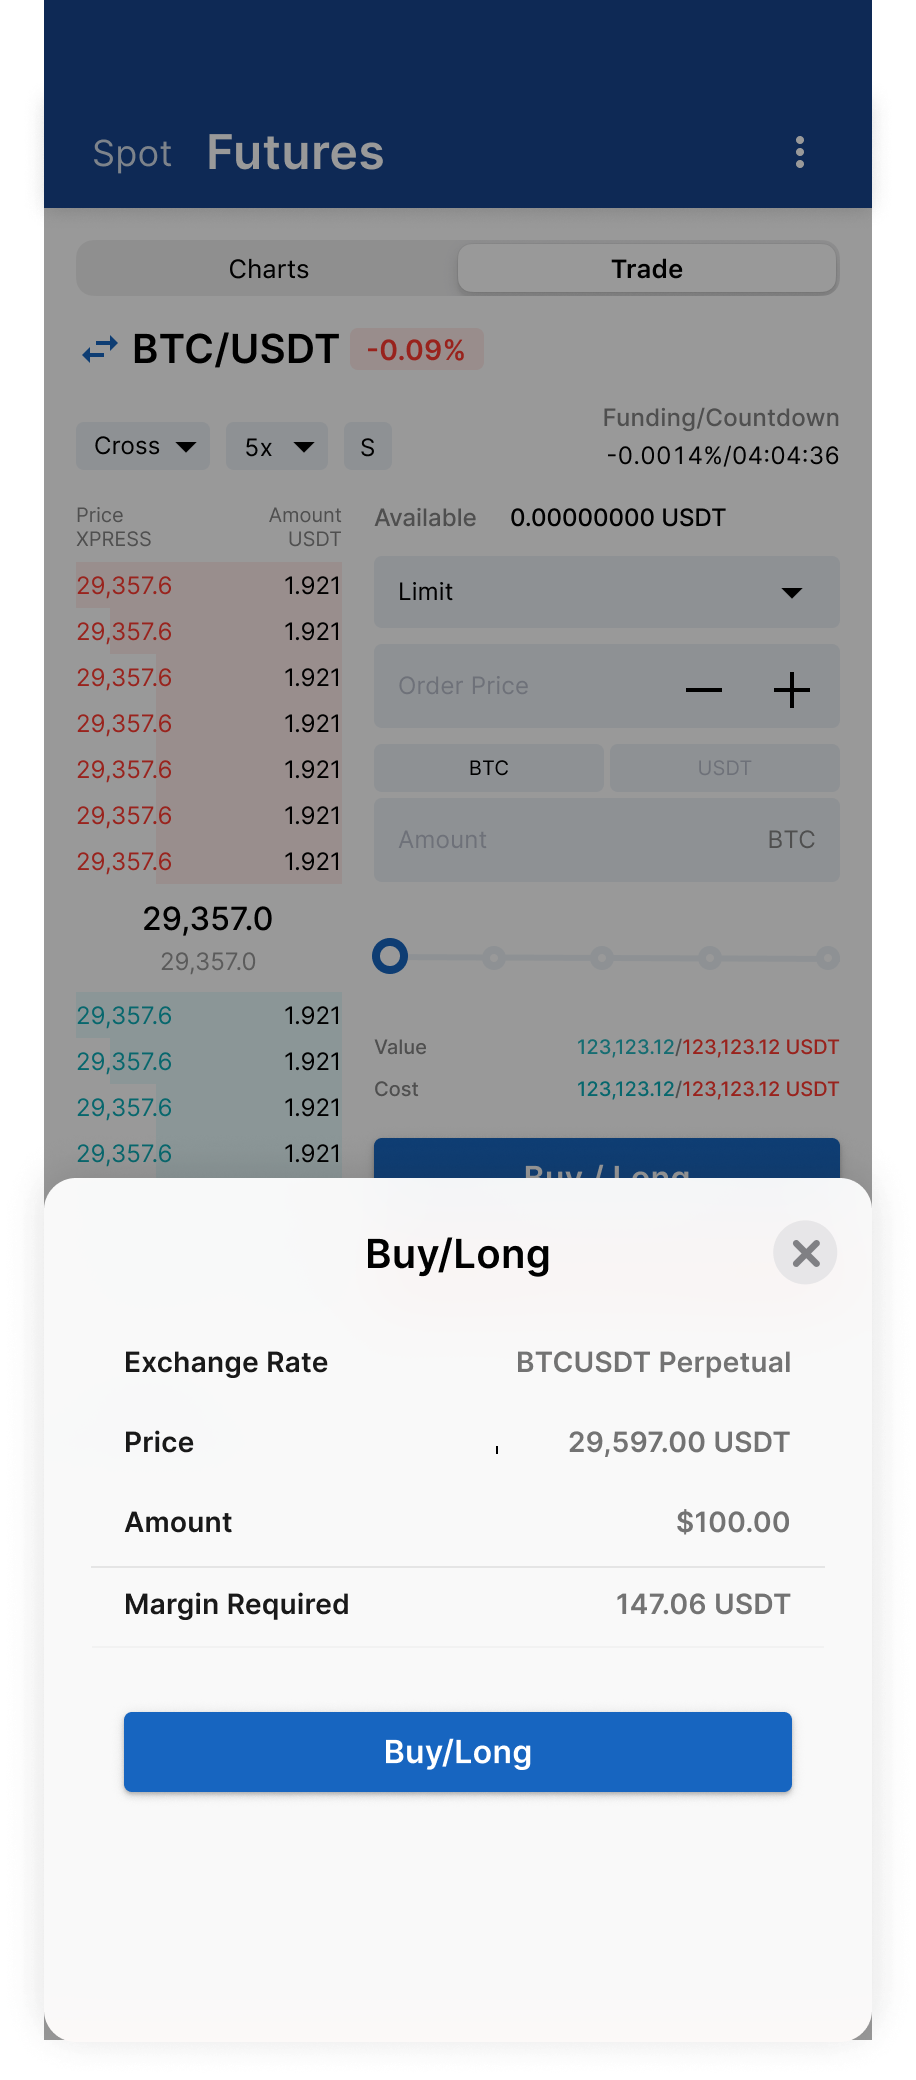 Spot Futures
Charts Trade
BTC/USDT -0.09%
Funding/Countdown
Cross 5x S
-0.0014%/04:04:36
Price Amount
XPRESS USDT
Available 0.00000000 USDT
29,357.6 1.921
Limit
29,357.6 1.921
29,357.6 1.921
Order Price
29,357.6 1.921
29,357.6 1.921
BTC USDT
29,357.6 1.921
Amount BTC
29,357.6 1.921
29,357.0
29,357.0
29,357.6 1.921
Value 123,123.12/123,123.12 USDT
29,357.6 1.921
Cost 123,123.12/123,123.12 USDT
29,357.6 1.921
29,357.6 1.921
Buy / Long
Buy/Long
Exchange Rate BTCUSDT Perpetual
Price 29,597.00 USDT
Amount $100.00
Margin Required 147.06 USDT
Buy/Long